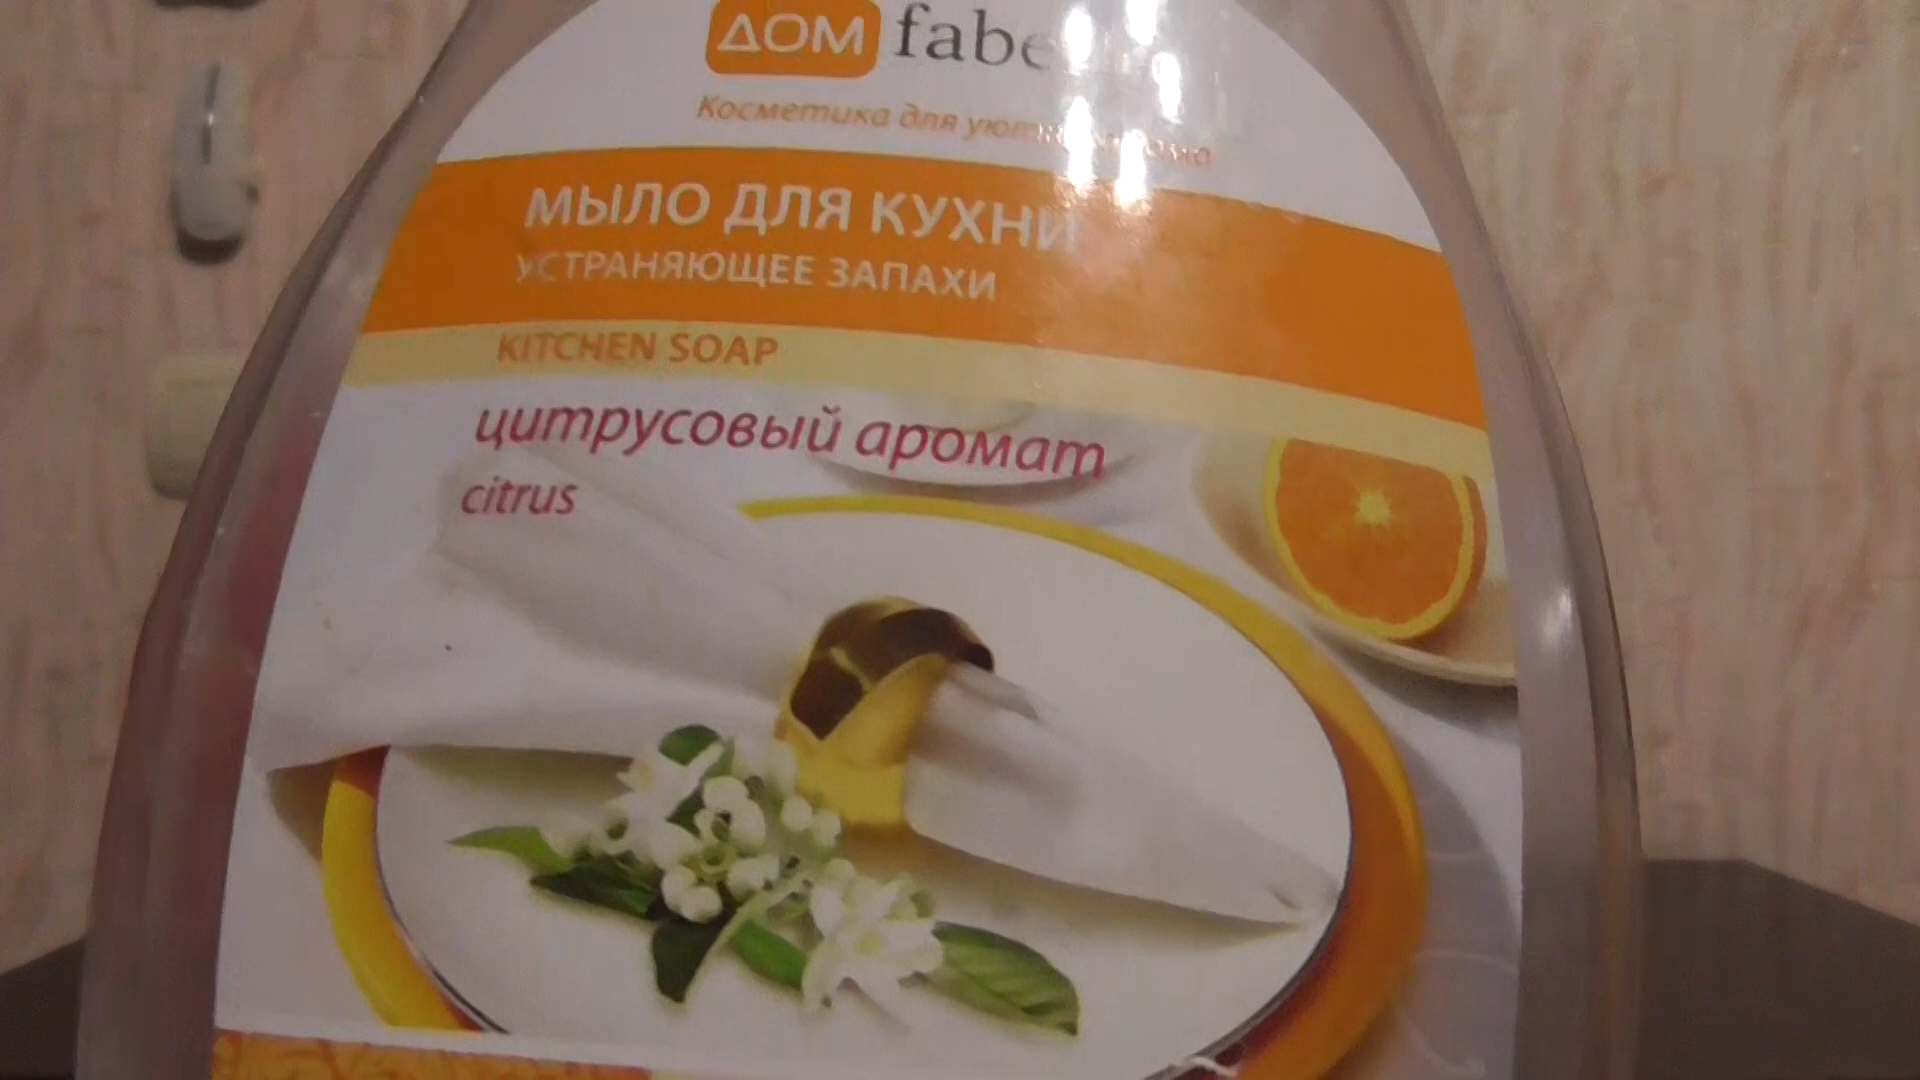 ДОМ
Косметика для
МЫЛО ДЛЯ КУХНИ
УСТРАНЯЮЩЕЕ ЗАПАХИ
KITCHEN SOAP
цитрусовый аромат
citrus